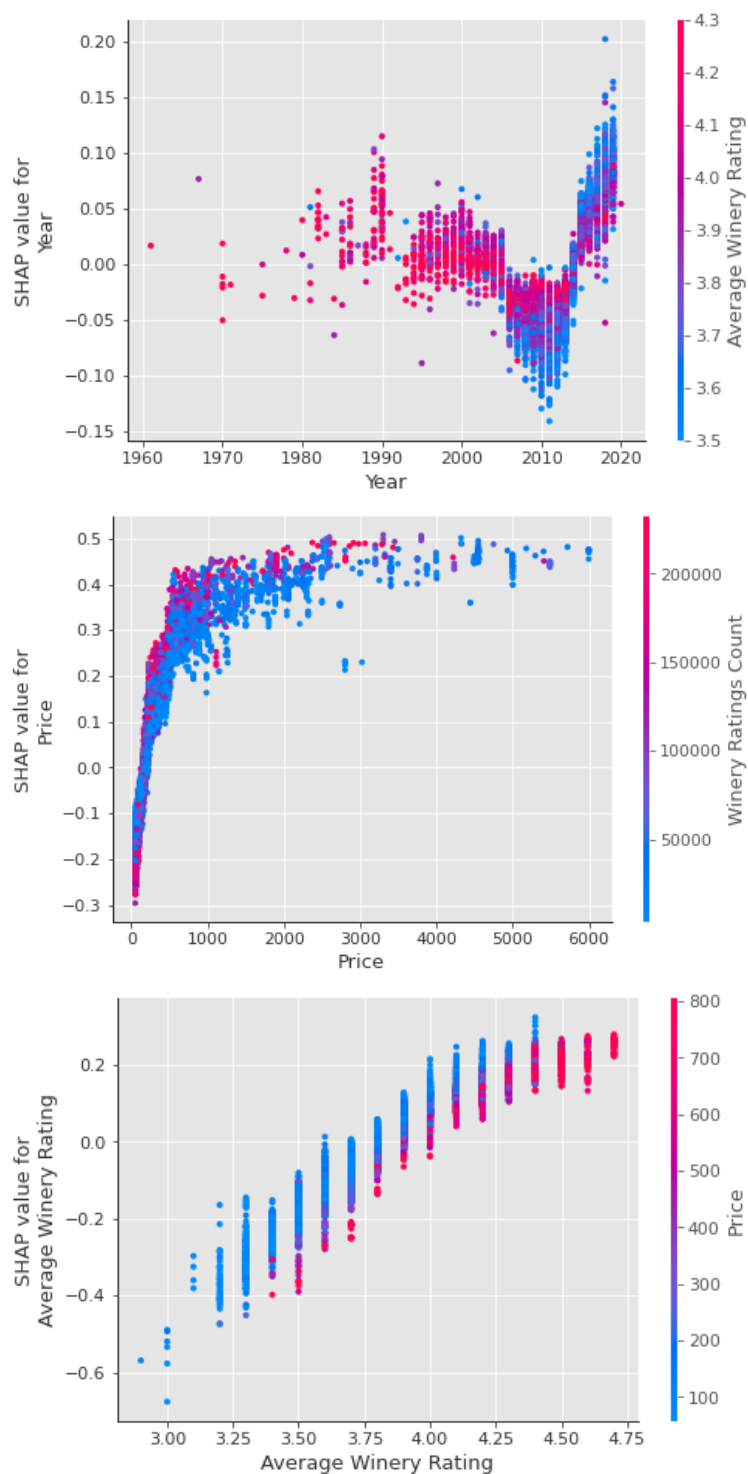 0.20
0.15
0.10
0.05
0.00
−0.05
−0.10
−0.15
SHAP value for
Year
1960 1970 1980 1990 2000 2010 2020
Year
4.3
4.2
4.1
4.0
3.9
3.8
3.7
3.6
3.5
Average Winery Rating
0.5
0.4
0.3
0.2
0.1
0.0
−0.1
−0.2
−0.3
SHAP value for
Price
0 1000 2000 3000 4000 5000 6000
Price
200000
150000
100000
50000
Winery Ratings Count
0.2
0.0
−0.2
−0.4
−0.6
SHAP value for
Average Winery Rating
3.00 3.25 3.50 3.75 4.00 4.25 4.50 4.75
Average Winery Rating
800
700
600
500
400
300
200
100
Price